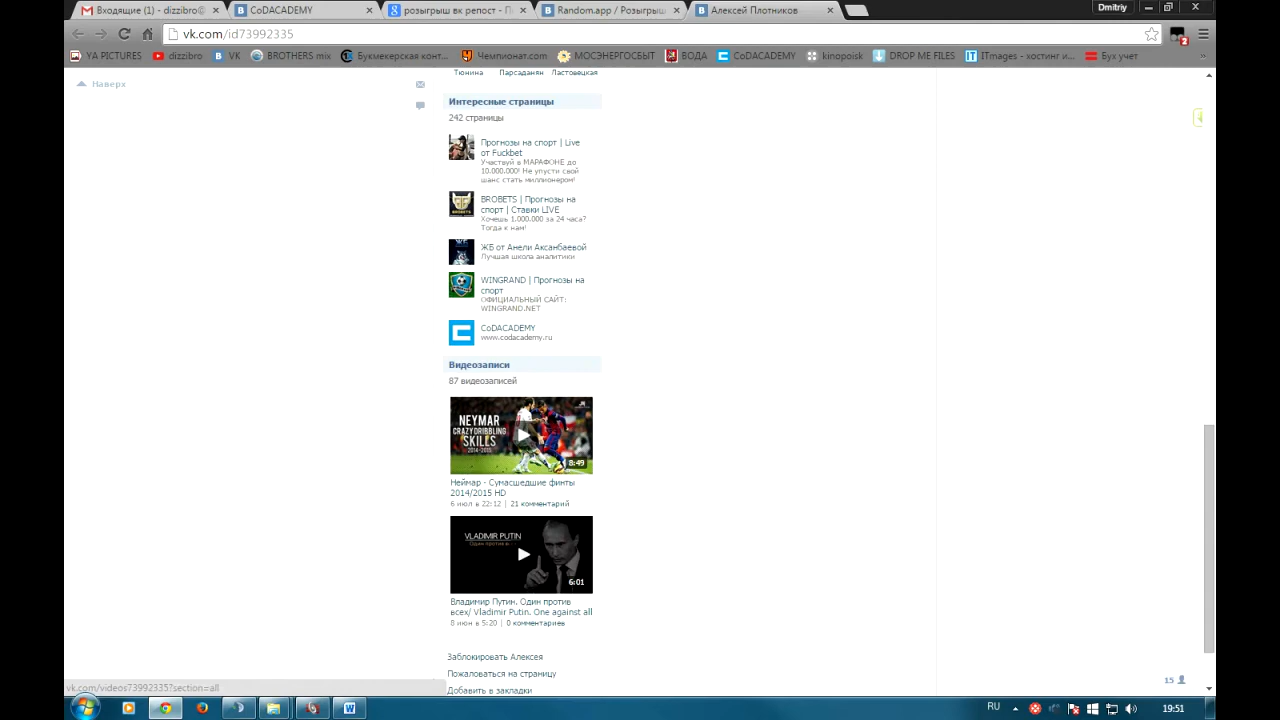 Входящие (1) - dizzibro@
CoDACADEMY
розыгрыш вк репост - П
Random.app / Розыгрыш
Алексей Плотников
Dmitriy
vk.com/id73992335
2
YA PICTURES
dizzibro
VK
BROTHERS mix
Букмекерская конт...
Чемпионат.com
МОСЭНЕРГОСБЫТ
ВОДА
CoDACADEMY
kinopoisk
DROP ME FILES
ITmages - хостинг и...
Бух учет
»
Наверх
Тюнина
Парсаданян
Ластовецкая
Интересные страницы
242 страницы
Прогнозы на спорт | Live
от Fuckbet
Участвуй в МАРАФОНЕ до
10.000.000! Не упусти свой
шанс стать миллионером!
BROBETS | Прогнозы на
спорт | Ставки LIVE
Хочешь 1.000.000 за 24 часа?
Тогда к нам!
ЖБ от Анели Аксанбаевой
Лучшая школа аналитики
WINGRAND | Прогнозы на
спорт
ОФИЦИАЛЬНЫЙ САЙТ:
WINGRAND.NET
CoDACADEMY
www.codacademy.ru
Видеозаписи
87 видеозаписей
NEYMAR
CRAZY DRIBBLING
SKILLS
2014-2015
8:49
Неймар - Сумасшедшие финты
2014/2015 HD
6 июл в 22:12 | 21 комментарий
VLADIMIR PUTIN
6:01
Владимир Путин. Один против
всех/ Vladimir Putin. One against all
8 июн в 5:20 | 0 комментариев
Заблокировать Алексея
Пожаловаться на страницу
Добавить в закладки
vk.com/videos73992335?section=all
15
RU
19:51